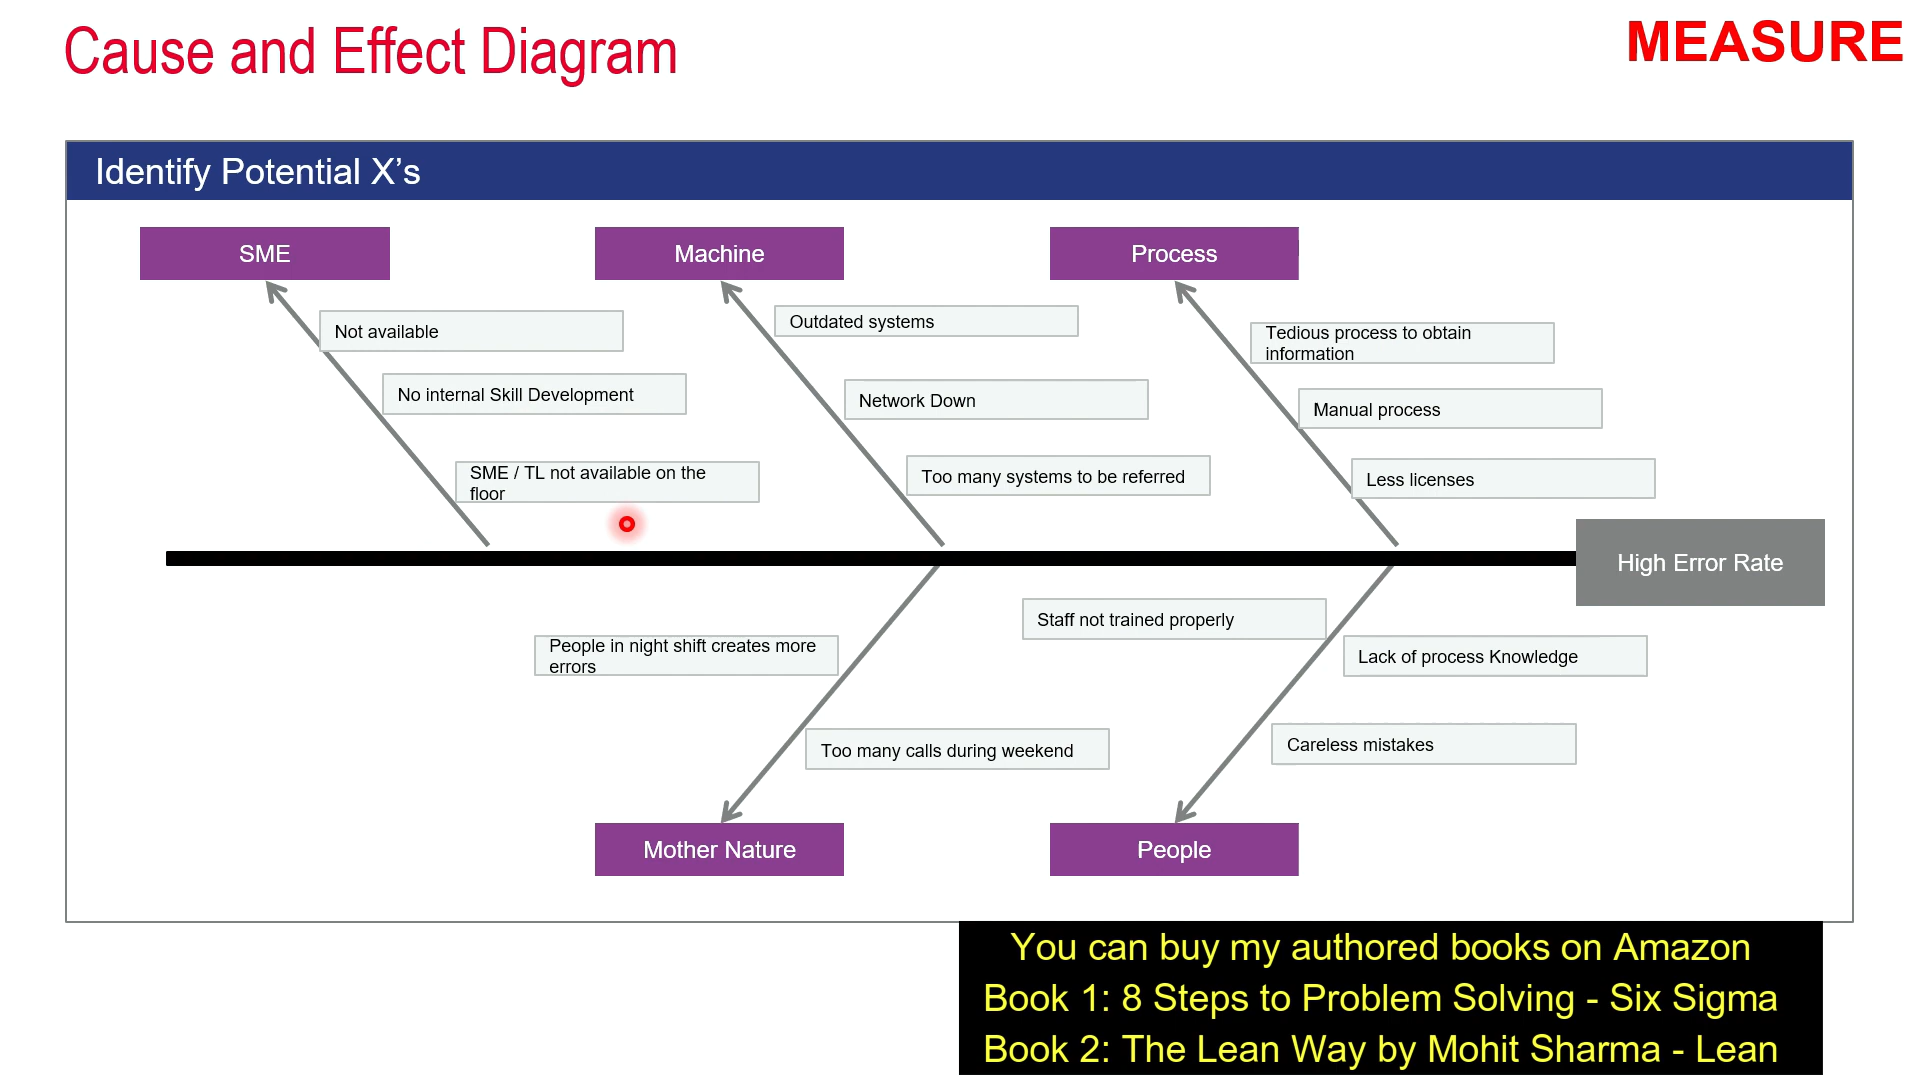 Cause and Effect Diagram
MEASURE
Identify Potential X’s
SME
Machine
Process
Not available
Outdated systems
Tedious process to obtain
information
No internal Skill Development
Network Down
Manual process
SME / TL not available on the
floor
Too many systems to be referred
Less licenses
High Error Rate
Staff not trained properly
People in night shift creates more
errors
Lack of process Knowledge
Too many calls during weekend
Careless mistakes
Mother Nature
People
You can buy my authored books on Amazon
Book 1: 8 Steps to Problem Solving - Six Sigma
Book 2: The Lean Way by Mohit Sharma - Lean